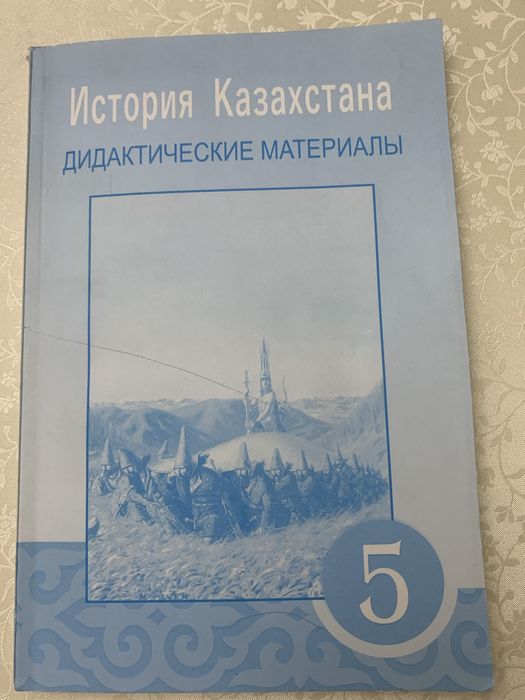 История Казахстана
ДИДАКТИЧЕСКИЕ МАТЕРИАЛЫ
5